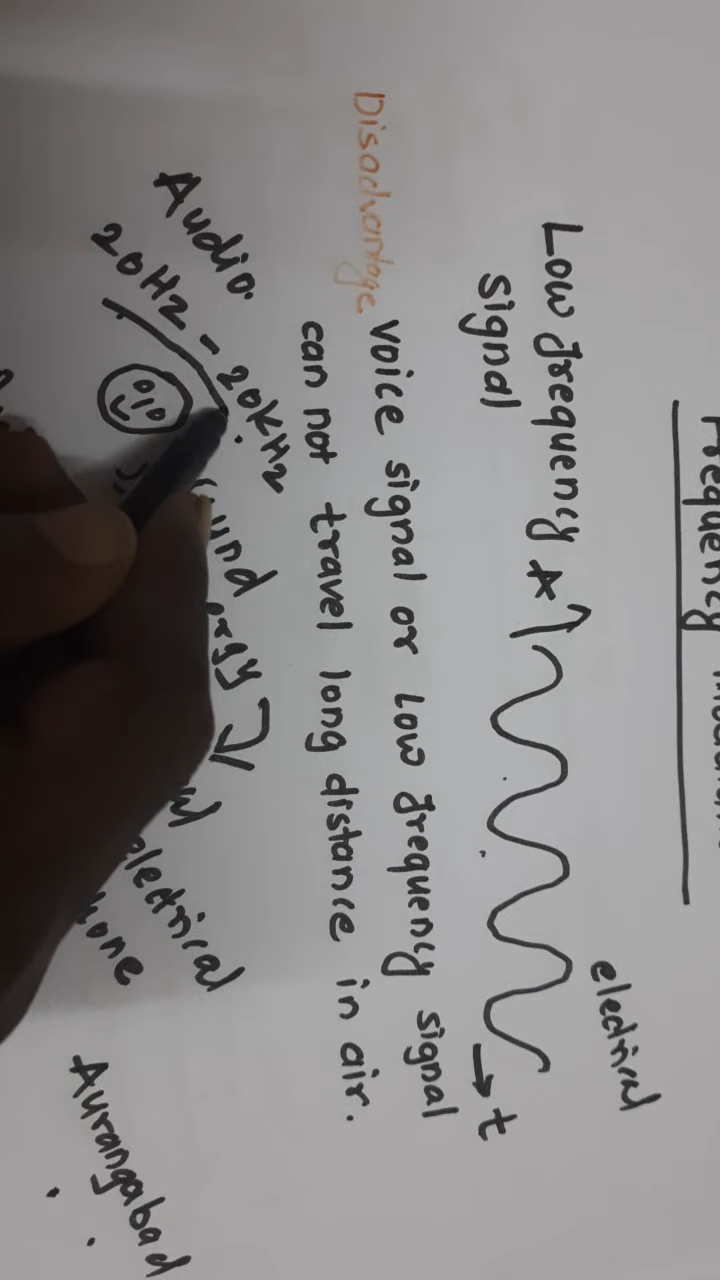 Frequency
electrical
Low frequency A
signal
t
Disadvantage
voice signal or Low frequency signal
can not travel long distance in air.
Audio.
20Hz - 20KHz
electrical
Aurangabad